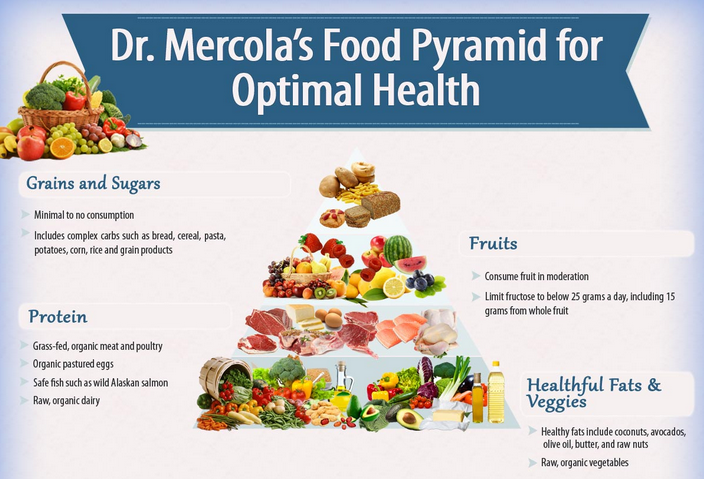 Dr. Mercola's Food Pyramid for
Optimal Health
Grains and Sugars
Minimal to no consumption
Includes complex carbs such as bread, cereal, pasta,
potatoes, corn, rice and grain products
Fruits
Consume fruit in moderation
Limit fructose to below 25 grams a day, including 15
grams from whole fruit
Protein
Grass-fed, organic meat and poultry
Organic pastured eggs
Safe fish such as wild Alaskan salmon
Raw, organic dairy
Healthful Fats &
Veggies
Healthy fats include coconuts, avocados,
olive oil, butter, and raw nuts
Raw, organic vegetables